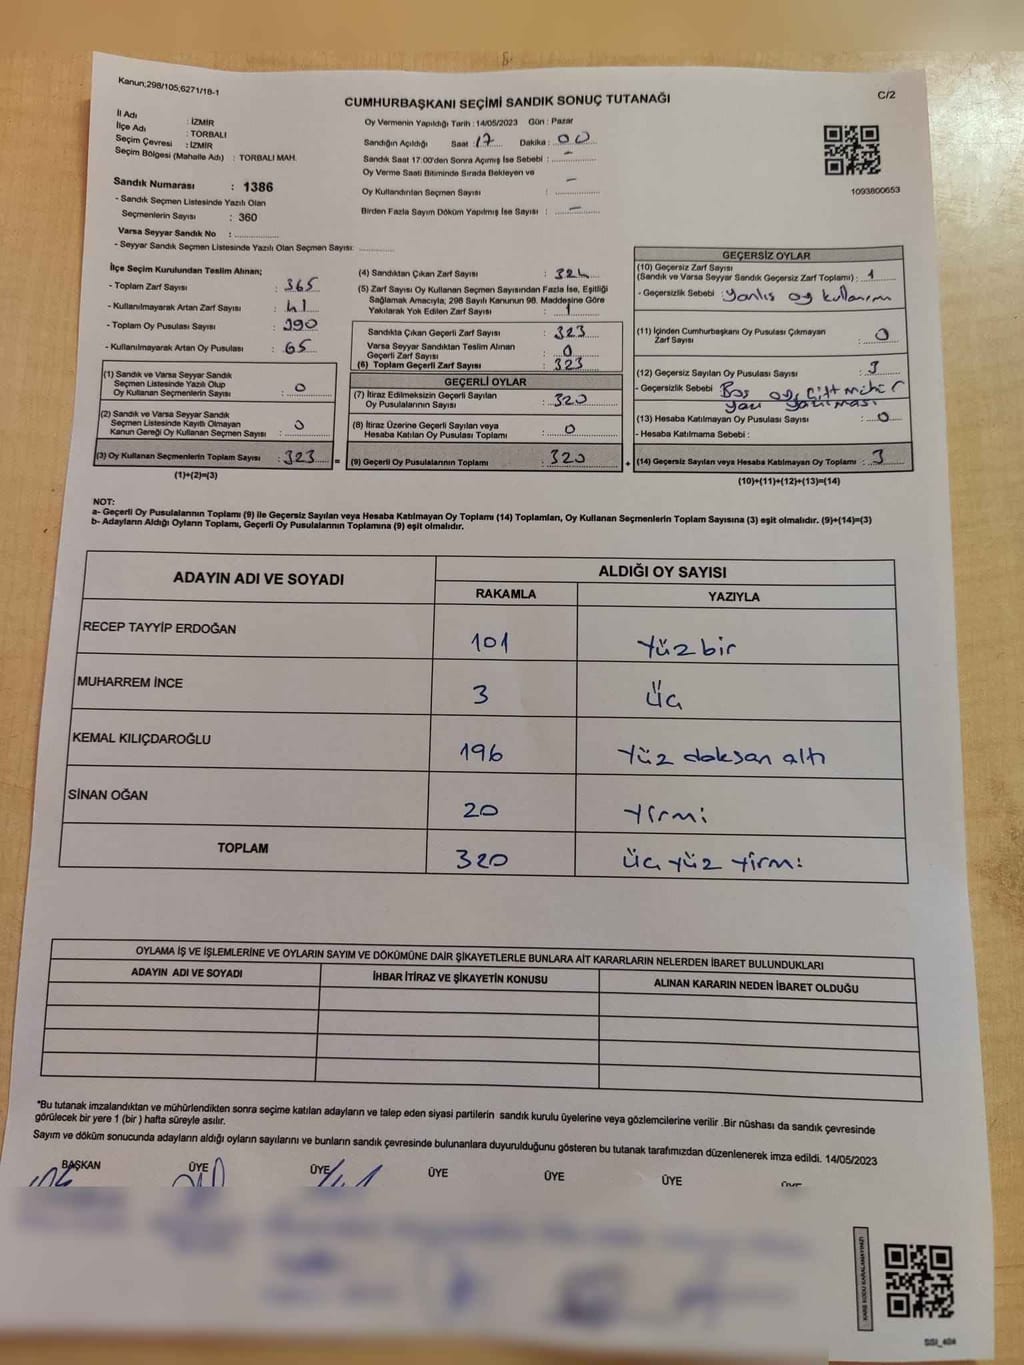 Kanun;298/105,6271/18-1
C/2
CUMHURBAŞKANI SEÇİMİ SANDIK SONUÇ TUTANAĞI
İl Adı : İZMİR
İlçe Adı : TORBALI
Seçim Çevresi : İZMİR
Seçim Bölgesi (Mahalle Adı) : TORBALI MAH.
Oy Vermenin Yapıldığı Tarih : 14/05/2023 Gün : Pazar
Sandığın Açıldığı Saat : 17 Dakika : 00
Sandık Saat 17:00'den Sonra Açımış İse Sebebi : -
Oy Verme Saati Bitiminde Sırada Bekleyen ve
Oy Kullandırılan Seçmen Sayısı : -
Birden Fazla Sayım Döküm Yapılmış İse Sayısı : -
1093800653
Sandık Numarası : 1386
- Sandık Seçmen Listesinde Yazılı Olan
Seçmenlerin Sayısı : 360
Varsa Seyyar Sandık No :
- Seyyar Sandık Seçmen Listesinde Yazılı Olan Seçmen Sayısı:
İlçe Seçim Kurulundan Teslim Alınan;
- Toplam Zarf Sayısı : 365
- Kullanılmayarak Artan Zarf Sayısı : 41
- Toplam Oy Pusulası Sayısı : 390
- Kullanılmayarak Artan Oy Pusulası : 65
(1) Sandık ve Varsa Seyyar Sandık
Seçmen Listesinde Yazılı Olup
Oy Kullanan Seçmenlerin Sayısı : 0
(2) Sandık ve Varsa Seyyar Sandık
Seçmen Listesinde Kayıtlı Olmayan
Kanun Gereği Oy Kullanan Seçmen Sayısı : 0
(3) Oy Kullanan Seçmenlerin Toplam Sayısı : 323
(1)+(2)=(3)
(4) Sandıktan Çıkan Zarf Sayısı : 324
(5) Zarf Sayısı Oy Kullanan Seçmen Sayısından Fazla İse, Eşitliği
Sağlamak Amacıyla; 298 Sayılı Kanunun 98. Maddesine Göre
Yakılarak Yok Edilen Zarf Sayısı : 1
Sandıkta Çıkan Geçerli Zarf Sayısı : 323
Varsa Seyyar Sandıktan Teslim Alınan
Geçerli Zarf Sayısı : 0
(6) Toplam Geçerli Zarf Sayısı : 323
GEÇERLİ OYLAR
(7) İtiraz Edilmeksizin Geçerli Sayılan
Oy Pusulalarının Sayısı : 320
(8) İtiraz Üzerine Geçerli Sayılan veya
Hesaba Katılan Oy Pusulası Toplamı : 0
= (9) Geçerli Oy Pusulalarının Toplamı : 320
GEÇERSİZ OYLAR
(10) Geçersiz Zarf Sayısı
(Sandık ve Varsa Seyyar Sandık Geçersiz Zarf Toplamı) : 1
- Geçersizlik Sebebi : Yanlış oy kullanım
(11) İçinden Cumhurbaşkanı Oy Pusulası Çıkmayan
Zarf Sayısı : 0
(12) Geçersiz Sayılan Oy Pusulası Sayısı : 3
- Geçersizlik Sebebi : Boş oy, Çift mühür
yazı yazılması
(13) Hesaba Katılmayan Oy Pusulası Sayısı : 0
- Hesaba Katılmama Sebebi :
+ (14) Geçersiz Sayılan veya Hesaba Katılmayan Oy Toplamı : 3
(10)+(11)+(12)+(13)=(14)
NOT:
a- Geçerli Oy Pusulalarının Toplamı (9) ile Geçersiz Sayılan veya Hesaba Katılmayan Oy Toplamı (14) Toplamları, Oy Kullanan Seçmenlerin Toplam Sayısına (3) eşit olmalıdır. (9)+(14)=(3)
b- Adayların Aldığı Oyların Toplamı, Geçerli Oy Pusulalarının Toplamına (9) eşit olmalıdır.
ADAYIN ADI VE SOYADI
ALDIĞI OY SAYISI
RAKAMLA YAZIYLA
RECEP TAYYİP ERDOĞAN 101 Yüzbir
MUHARREM İNCE 3 Üç
KEMAL KILIÇDAROĞLU 196 Yüz doksan altı
SİNAN OĞAN 20 Yirmi
TOPLAM 320 Üç yüz yirmi
OYLAMA İŞ VE İŞLEMLERİNE VE OYLARIN SAYIM VE DÖKÜMÜNE DAİR ŞİKAYETLERLE BUNLARA AİT KARARLARIN NELERDEN İBARET BULUNDUKLARI
ADAYIN ADI VE SOYADI İHBAR İTİRAZ VE ŞİKAYETİN KONUSU ALINAN KARARIN NEDEN İBARET OLDUĞU
*Bu tutanak imzalandıktan ve mühürlendikten sonra seçime katılan adayların ve talep eden siyasi partilerin sandık kurulu üyelerine veya gözlemcilerine verilir .Bir nüshası da sandık çevresinde
görülecek bir yere 1 (bir ) hafta süreyle asılır.
Sayım ve döküm sonucunda adayların aldığı oyların sayılarını ve bunların sandık çevresinde bulunanlara duyurulduğunu gösteren bu tutanak tarafımızdan düzenlenerek imza edildi. 14/05/2023
BAŞKAN ÜYE ÜYE ÜYE ÜYE ÜYE
KARE KODU KARALAMAYINIZ!
SSI_404